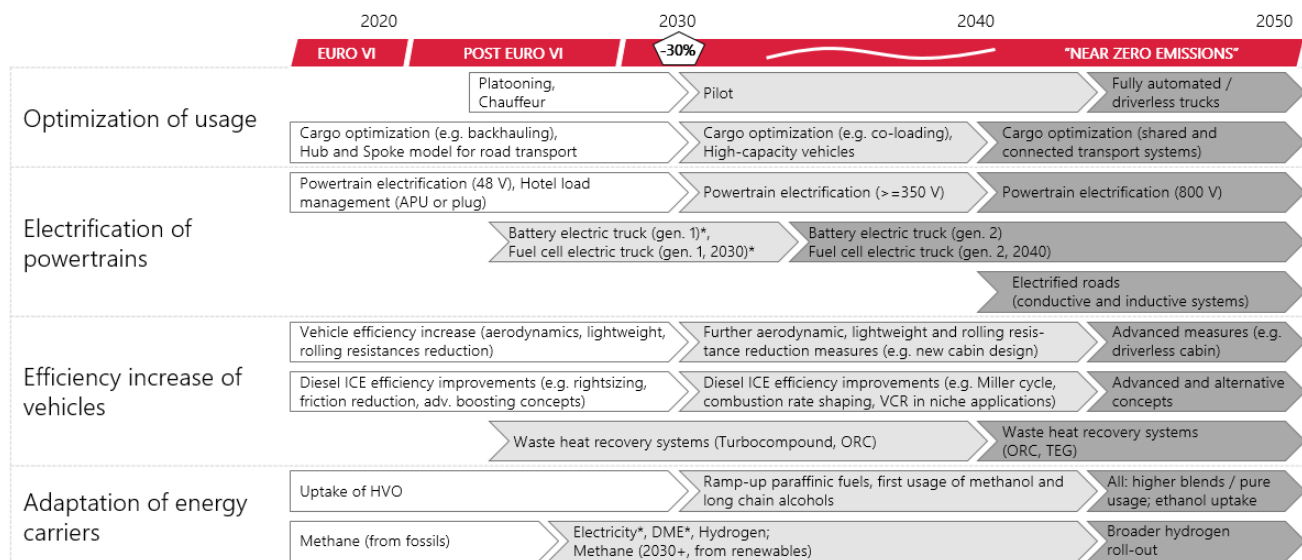 2020 2030 2040 2050
EURO VI POST EURO VI -30% "NEAR ZERO EMISSIONS"
Optimization of usage
Platooning,
Chauffeur
Pilot
Fully automated /
driverless trucks
Cargo optimization (e.g. backhauling),
Hub and Spoke model for road transport
Cargo optimization (e.g. co-loading),
High-capacity vehicles
Cargo optimization (shared and
connected transport systems)
Electrification of
powertrains
Powertrain electrification (48 V), Hotel load
management (APU or plug)
Powertrain electrification (>=350 V)
Powertrain electrification (800 V)
Battery electric truck (gen. 1)*,
Fuel cell electric truck (gen. 1, 2030)*
Battery electric truck (gen. 2)
Fuel cell electric truck (gen. 2, 2040)
Electrified roads
(conductive and inductive systems)
Efficiency increase of
vehicles
Vehicle efficiency increase (aerodynamics, lightweight,
rolling resistances reduction)
Further aerodynamic, lightweight and rolling resis-
tance reduction measures (e.g. new cabin design)
Advanced measures (e.g.
driverless cabin)
Diesel ICE efficiency improvements (e.g. rightsizing,
friction reduction, adv. boosting concepts)
Diesel ICE efficiency improvements (e.g. Miller cycle,
combustion rate shaping, VCR in niche applications)
Advanced and alternative
concepts
Waste heat recovery systems (Turbocompound, ORC)
Waste heat recovery systems
(ORC, TEG)
Adaptation of energy
carriers
Uptake of HVO
Ramp-up paraffinic fuels, first usage of methanol and
long chain alcohols
All: higher blends / pure
usage; ethanol uptake
Methane (from fossils)
Electricity*, DME*, Hydrogen;
Methane (2030+, from renewables)
Broader hydrogen
roll-out